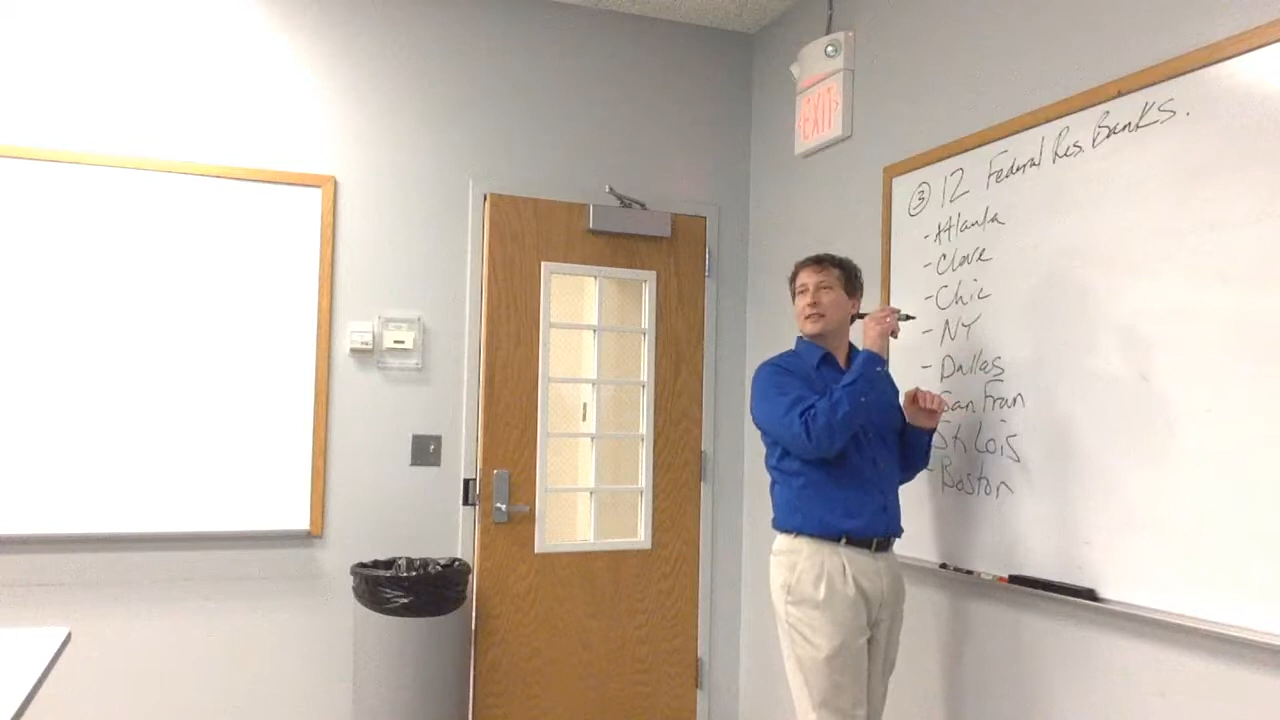 EXIT
③ 12 Federal Res. Banks.
- Atlanta
- Cleve
- Chic
- NY
- Dallas
San Fran
St Lois
- Boston